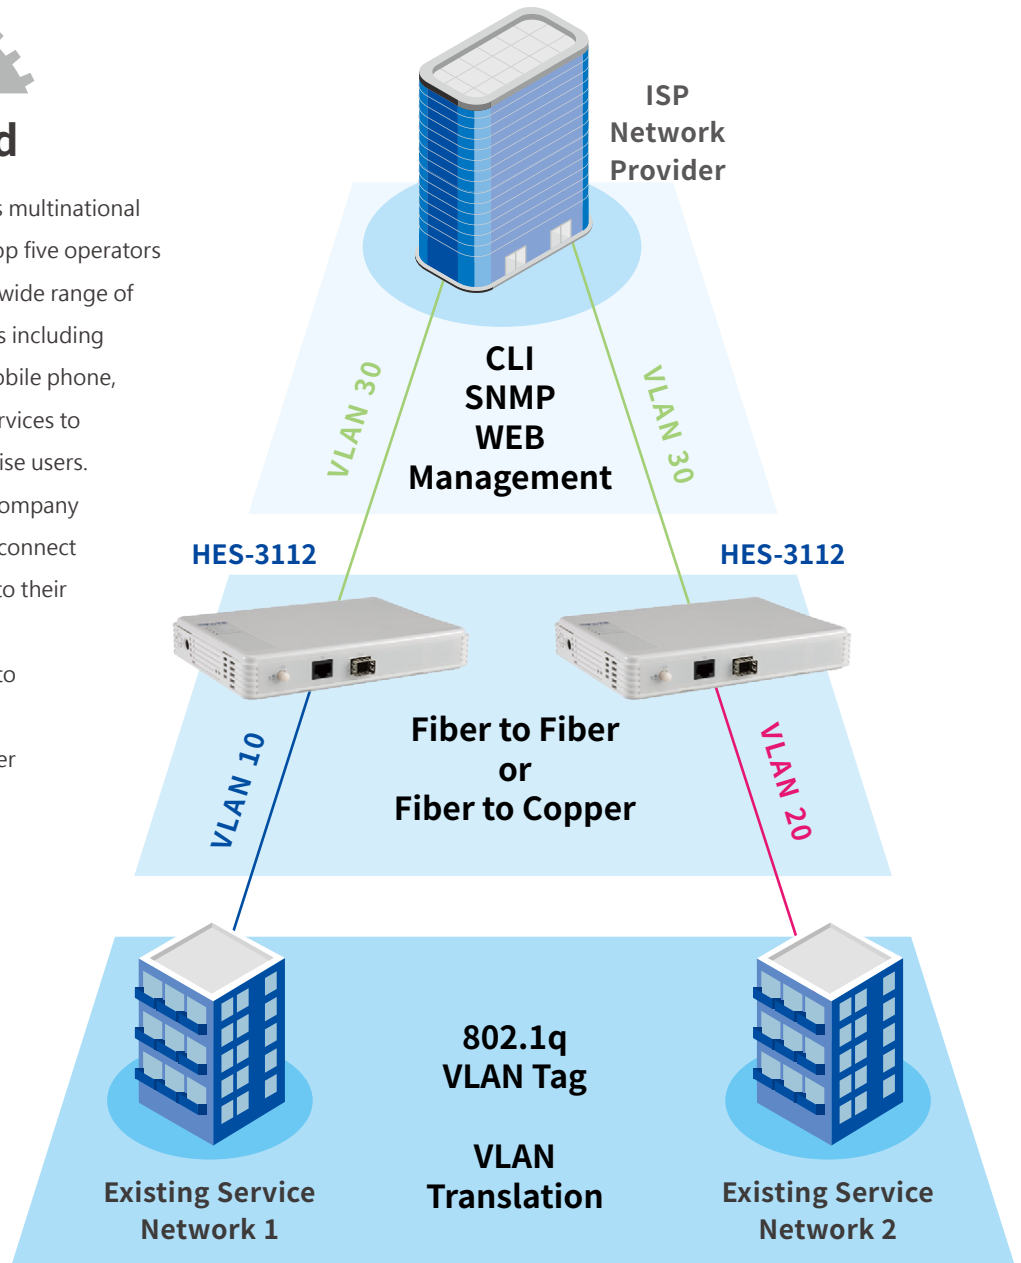 d
s multinational
op five operators
wide range of
s including
obile phone,
rvices to
ise users.
ompany
connect
to their
to
er
ISP
Network
Provider
CLI
SNMP
WEB
Management
VLAN 30
VLAN 30
HES-3112
HES-3112
Fiber to Fiber
or
Fiber to Copper
VLAN 10
VLAN 20
802.1q
VLAN Tag
VLAN
Translation
Existing Service
Network 1
Existing Service
Network 2